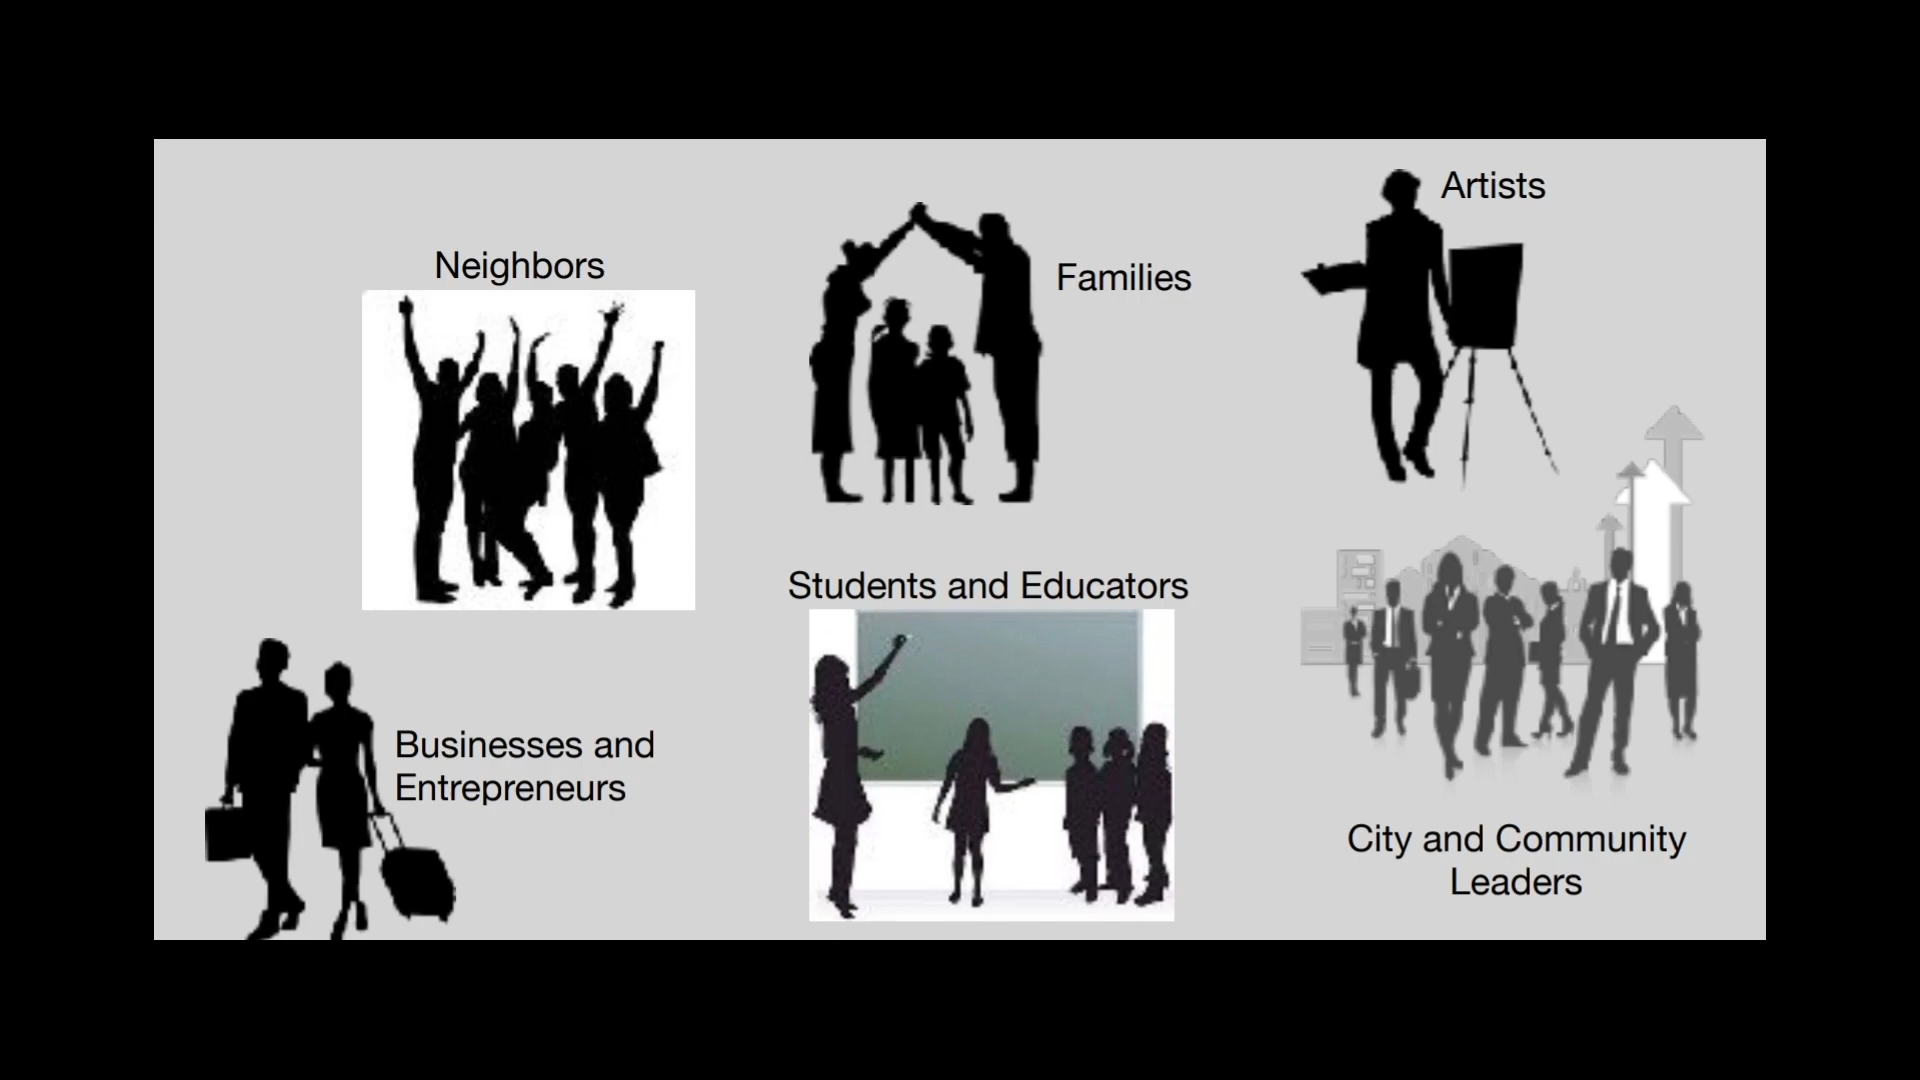 Artists
Neighbors
Families
Students and Educators
Businesses and
Entrepreneurs
City and Community
Leaders